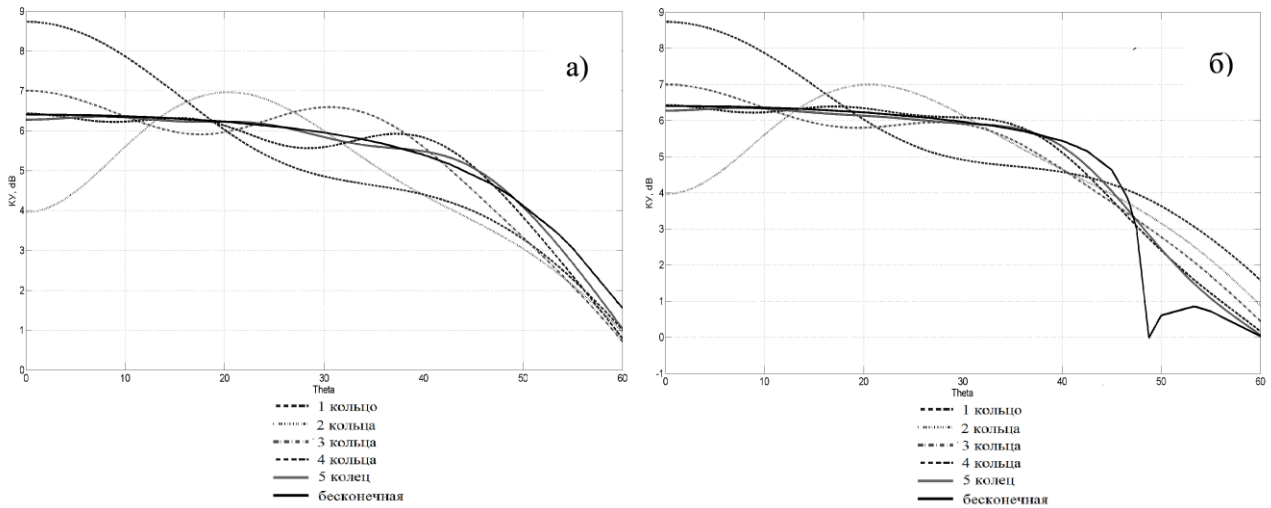 9
8
7
6
5
4
3
2
1
0
КУ, dB
0 10 20 30 40 50 60
Theta
а)
1 кольцо
2 кольца
3 кольца
4 кольца
5 колец
бесконечная
9
8
7
6
5
4
3
2
1
0
-1
КУ, dB
0 10 20 30 40 50 60
Theta
б)
1 кольцо
2 кольца
3 кольца
4 кольца
5 колец
бесконечная